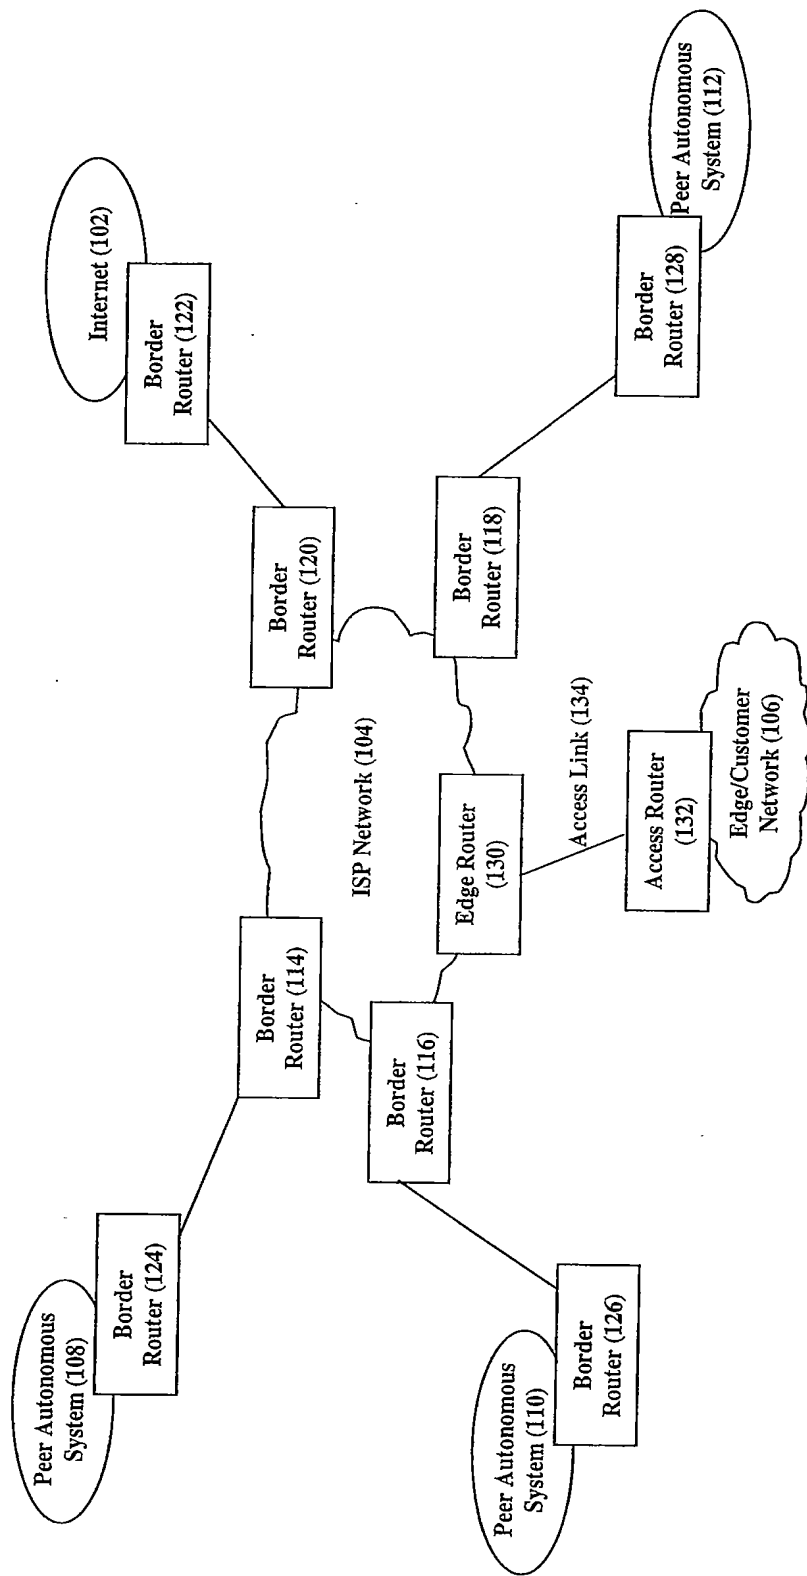 Peer Autonomous
System (108)
Border
Router (124)
Peer Autonomous
System (110)
Border
Router (126)
Border
Router (114)
Border
Router (116)
ISP Network (104)
Edge Router
(130)
Access Link (134)
Access Router
(132)
Edge/Customer
Network (106)
Internet (102)
Border
Router (122)
Border
Router (120)
Border
Router (118)
Border
Router (128)
Peer Autonomous
System (112)